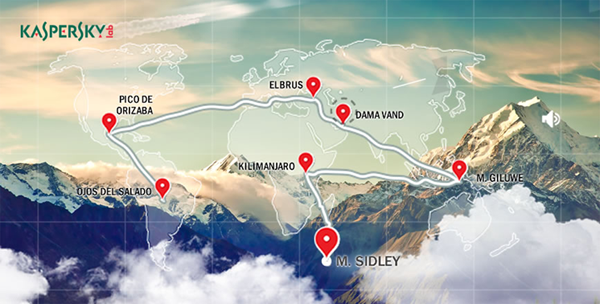 KASPERSKY lab
ELBRUS
PICO DE
ORIZABA
DAMA VAND
KILIMANJARO
M. GILUWE
OJOS DEL SALADO
M. SIDLEY